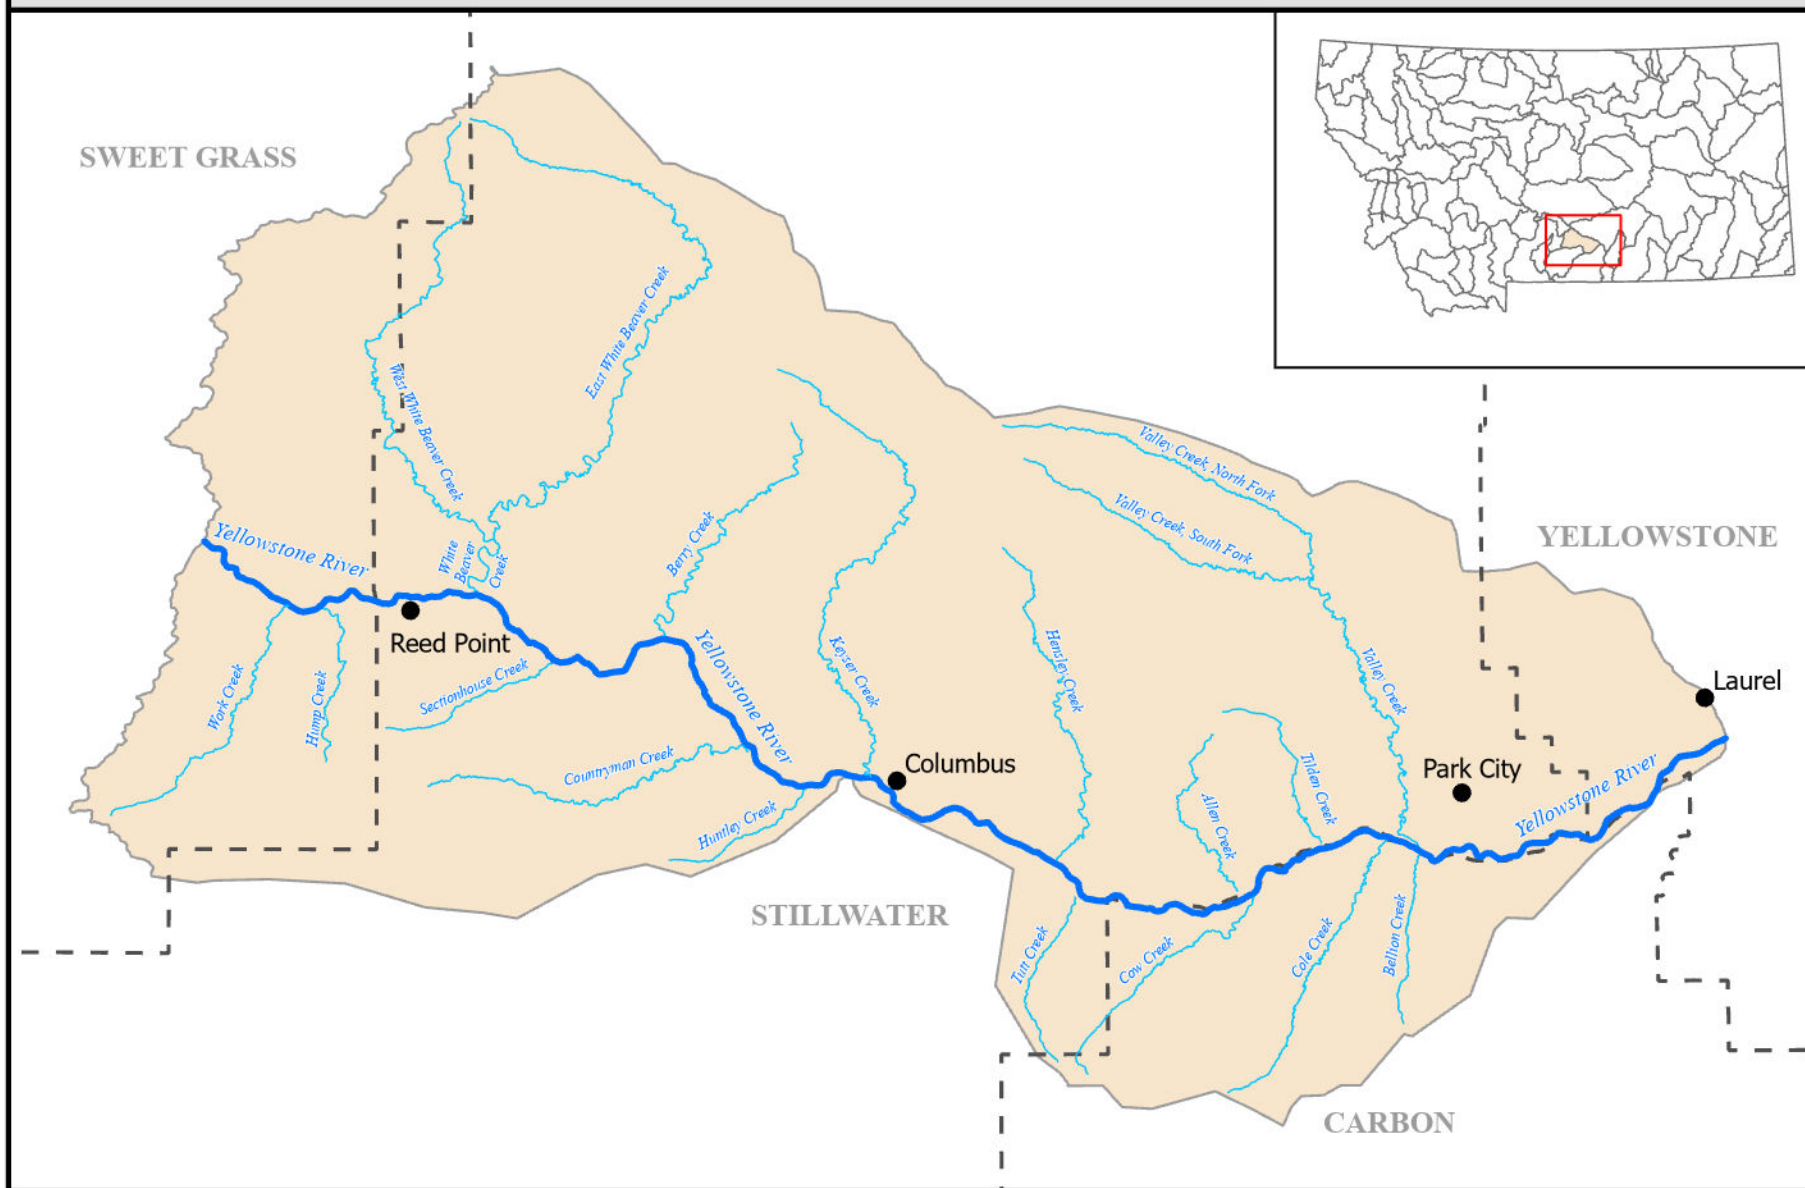 SWEET GRASS
East White Beaver Creek
West White Beaver Creek
Valley Creek, North Fork
Valley Creek, South Fork
YELLOWSTONE
Yellowstone River
White
Beaver
Creek
Berry Creek
Reed Point
Keyser Creek
Hensley Creek
Valley Creek
Laurel
Work Creek
Hump Creek
Sectionhouse Creek
Yellowstone River
Countryman Creek
Columbus
Park City
Huntley Creek
Allen Creek
Tilden Creek
Yellowstone River
STILLWATER
Tutt Creek
Cow Creek
Cole Creek
Bellion Creek
CARBON